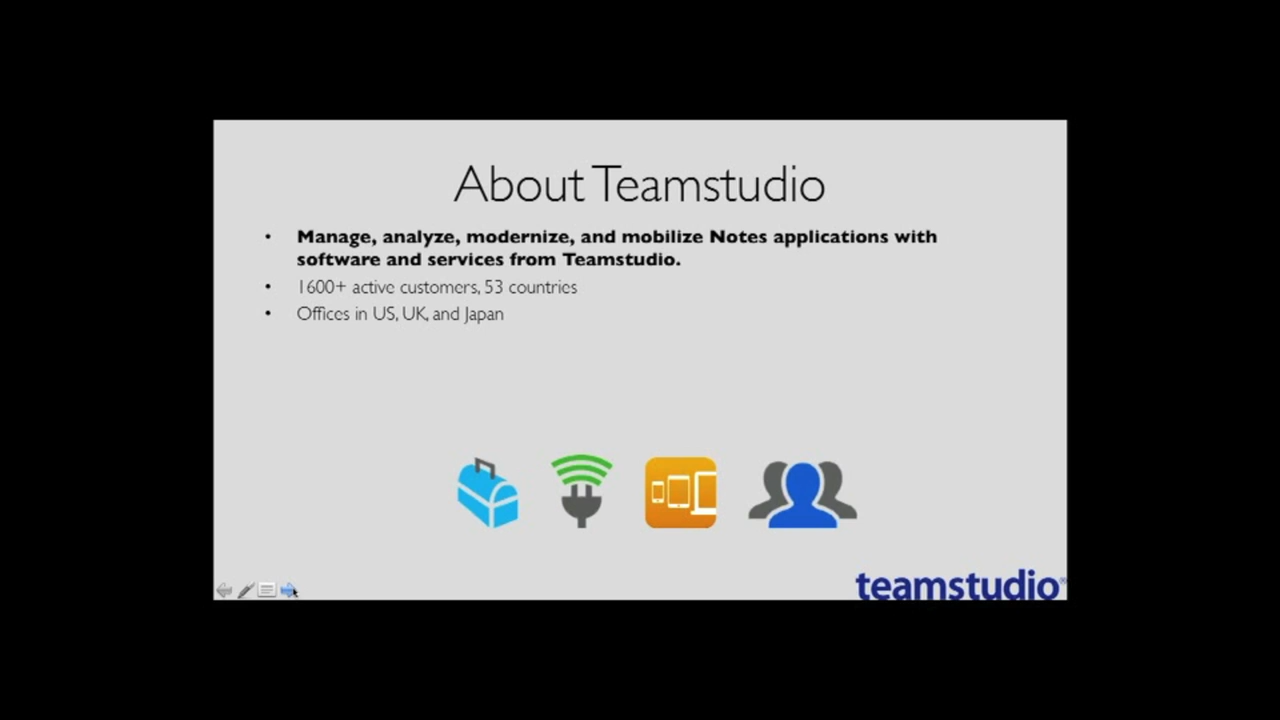 About Teamstudio
• Manage, analyze, modernize, and mobilize Notes applications with
software and services from Teamstudio.
• 1600+ active customers, 53 countries
• Offices in US, UK, and Japan
teamstudio®